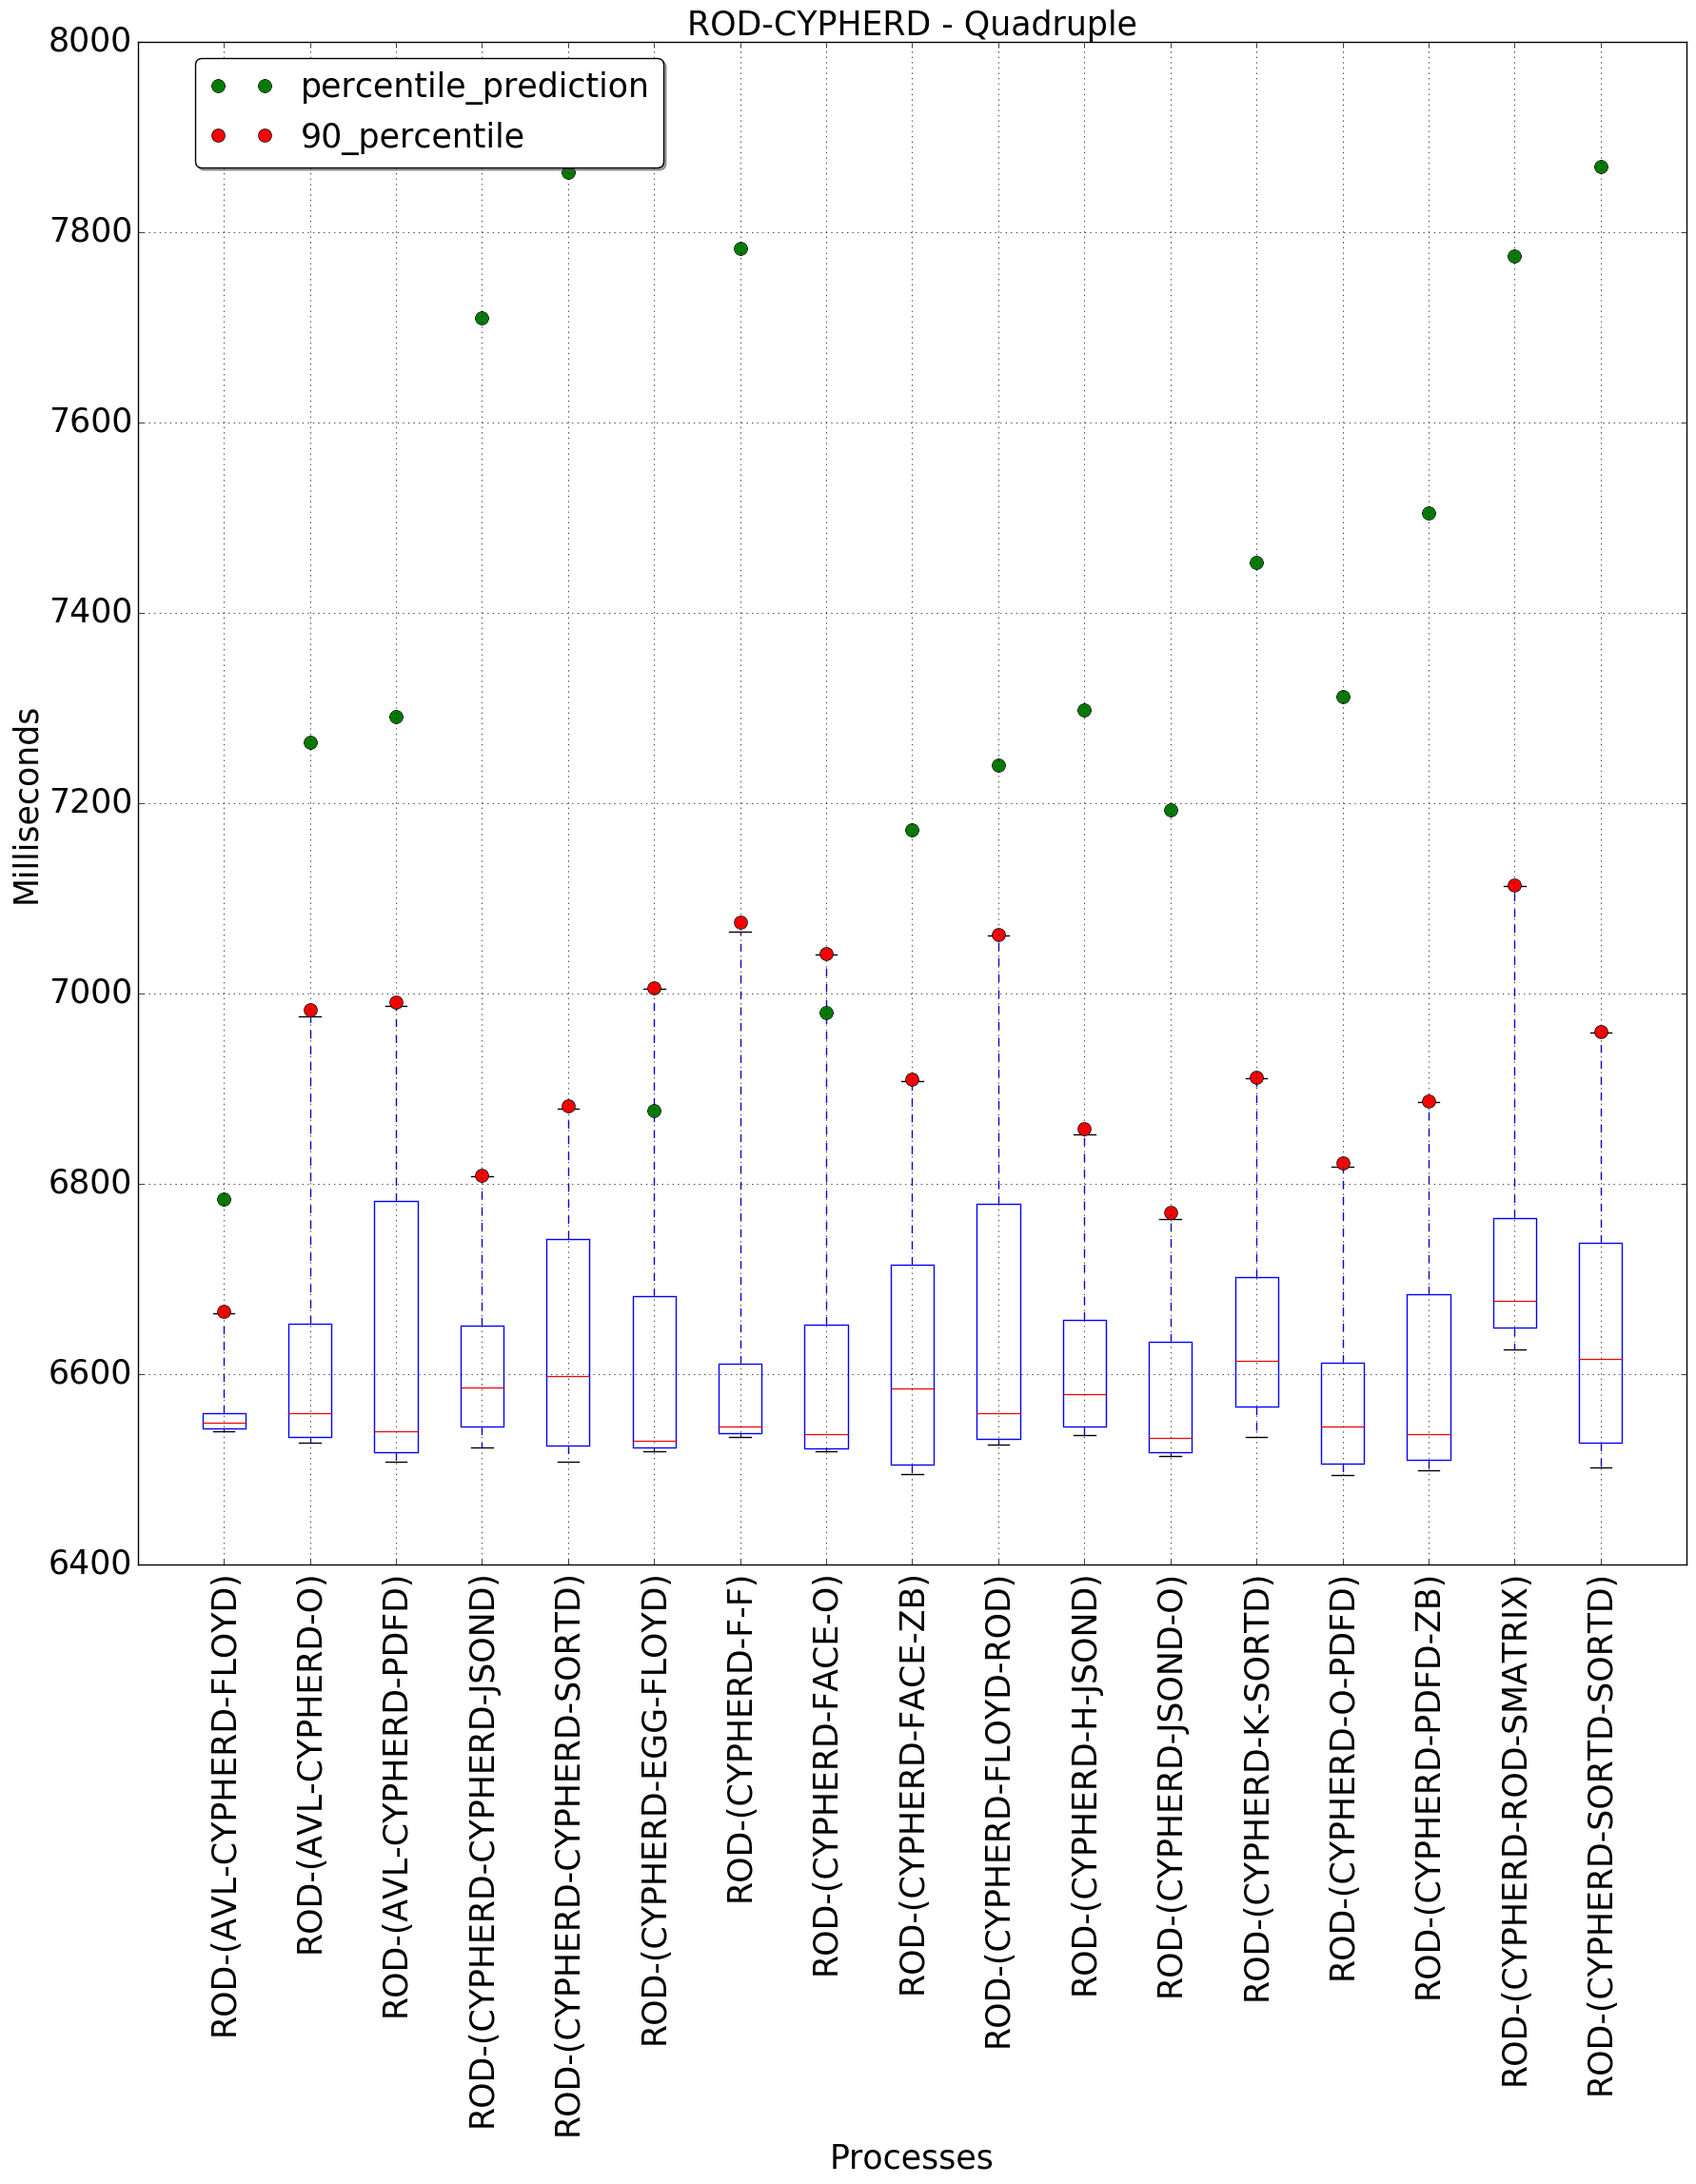 ROD-CYPHERD - Quadruple
percentile_prediction
90_percentile
8000
7800
7600
7400
7200
7000
6800
6600
6400
Milliseconds
ROD-(AVL-CYPHERD-FLOYD)
ROD-(AVL-CYPHERD-O)
ROD-(AVL-CYPHERD-PDFD)
ROD-(CYPHERD-CYPHERD-JSOND)
ROD-(CYPHERD-CYPHERD-SORTD)
ROD-(CYPHERD-EGG-FLOYD)
ROD-(CYPHERD-F-F)
ROD-(CYPHERD-FACE-O)
ROD-(CYPHERD-FACE-ZB)
ROD-(CYPHERD-FLOYD-ROD)
ROD-(CYPHERD-H-JSOND)
ROD-(CYPHERD-JSOND-O)
ROD-(CYPHERD-K-SORTD)
ROD-(CYPHERD-O-PDFD)
ROD-(CYPHERD-PDFD-ZB)
ROD-(CYPHERD-ROD-SMATRIX)
ROD-(CYPHERD-SORTD-SORTD)
Processes